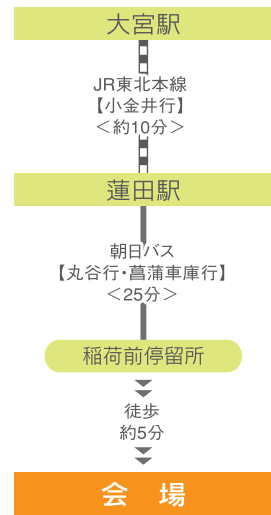 大宮駅
JR東北本線
【小金井行】
＜約10分＞
蓮田駅
朝日バス
【丸谷行・菖蒲車庫行】
＜25分＞
稲荷前停留所
徒歩
約5分
会　場